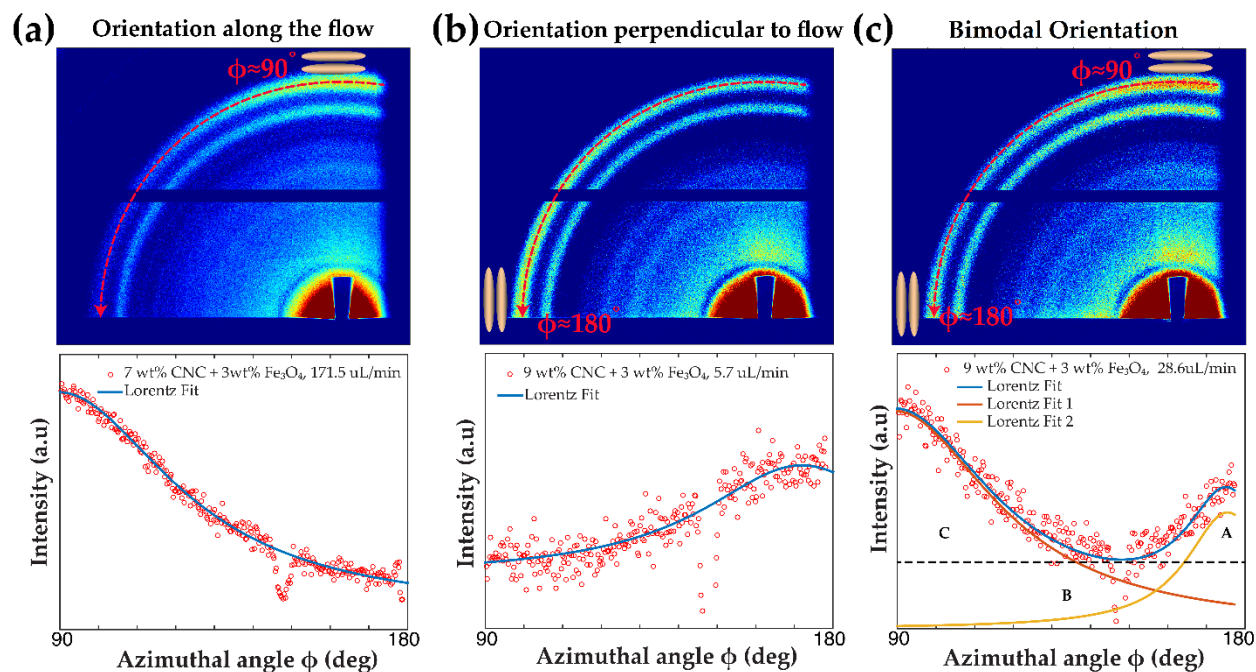 (a) Orientation along the flow
ϕ≈90°
Intensity (a.u)
7 wt% CNC + 3wt% Fe₃O₄, 171.5 uL/min
Lorentz Fit
90
180
Azimuthal angle ϕ (deg)
(b) Orientation perpendicular to flow
ϕ≈180°
Intensity (a.u)
9 wt% CNC + 3 wt% Fe₃O₄, 5.7 uL/min
Lorentz Fit
90
180
Azimuthal angle ϕ (deg)
(c) Bimodal Orientation
ϕ≈90°
ϕ≈180°
Intensity (a.u)
9 wt% CNC + 3 wt% Fe₃O₄, 28.6uL/min
Lorentz Fit
Lorentz Fit 1
Lorentz Fit 2
C
A
B
90
180
Azimuthal angle ϕ (deg)